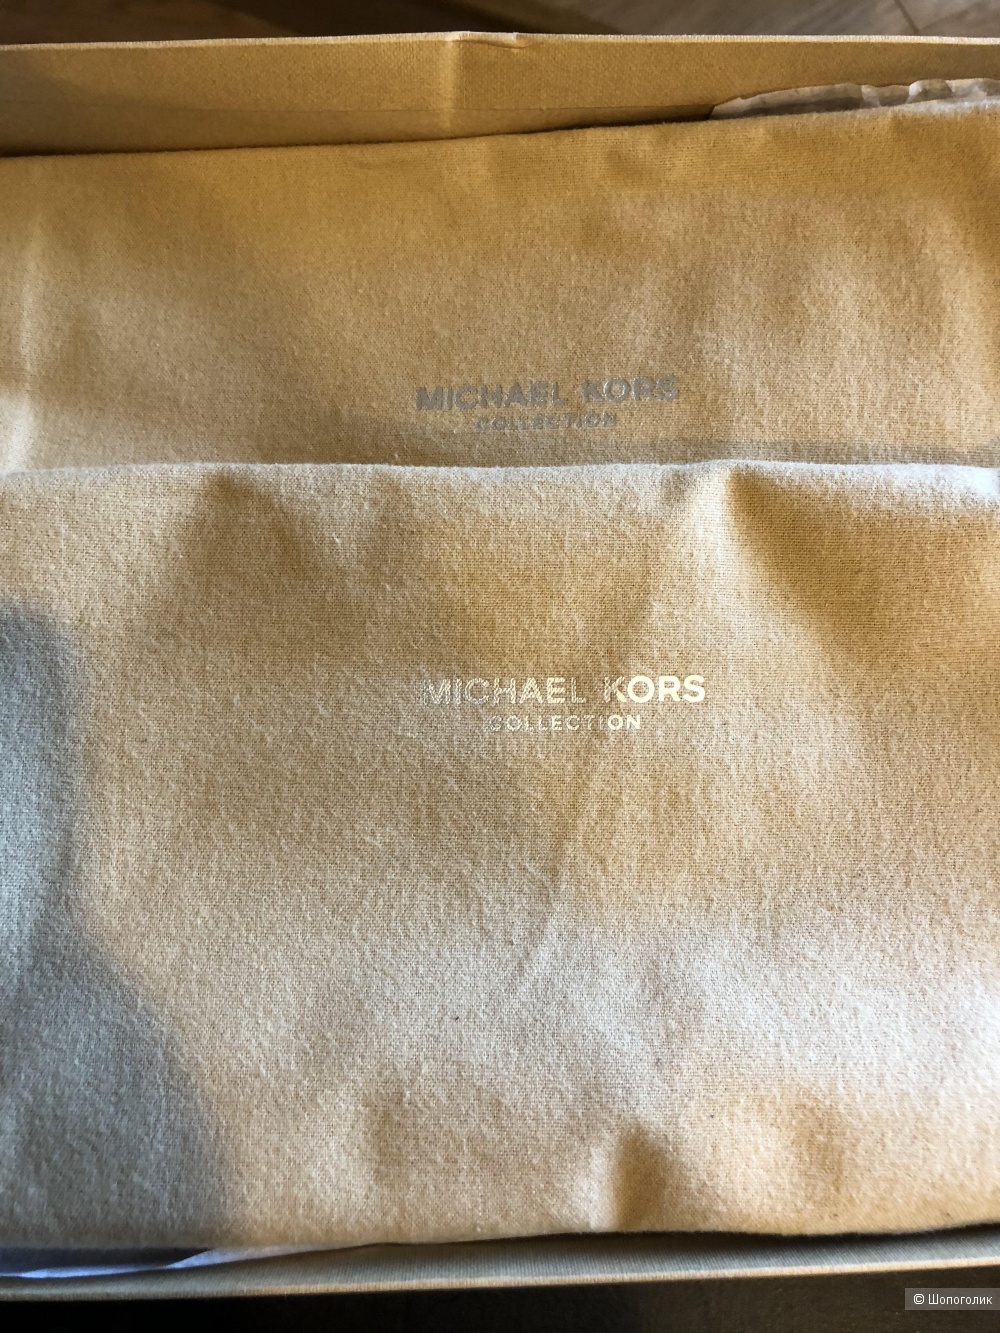 MICHAEL KORS
COLLECTION
MICHAEL KORS
COLLECTION
© Шопоголик